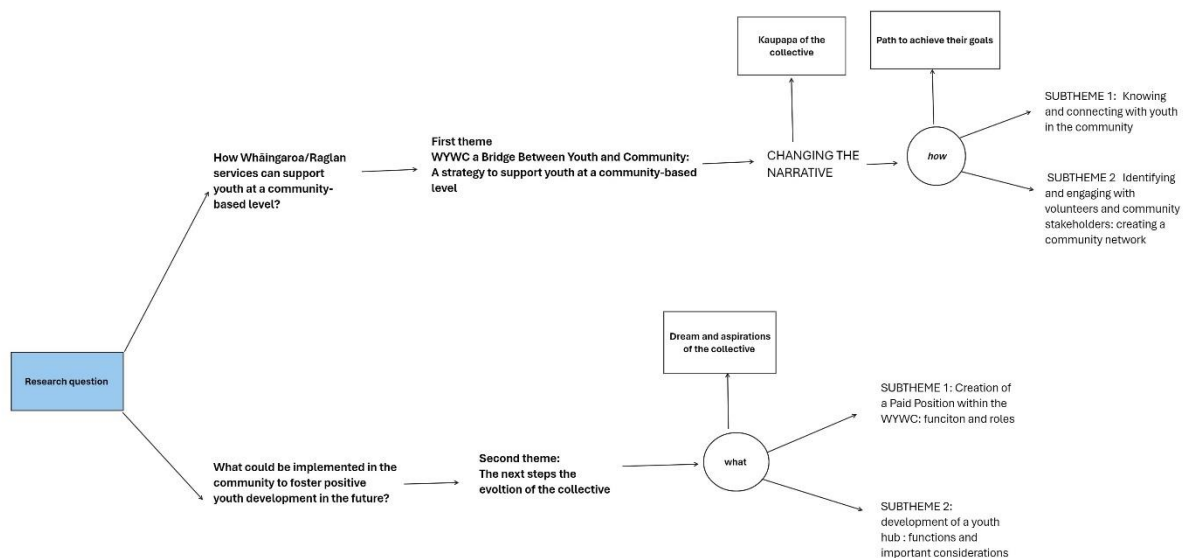 Kaupapa of the
collective
Path to achieve their goals
SUBTHEME 1: Knowing
and connecting with youth
in the community
How Whāingaroa/Raglan
services can support
youth at a community-
based level?
First theme
WYWC a Bridge Between Youth and Community:
A strategy to support youth at a community-based
level
CHANGING THE
NARRATIVE
how
SUBTHEME 2 Identifying
and engaging with
volunteers and community
stakeholders: creating a
community network
Research question
Dream and aspirations
of the collective
SUBTHEME 1: Creation of
a Paid Position within the
WYWC: funciton and roles
What could be implemented in the
community to foster positive
youth development in the future?
Second theme:
The next steps the
evoltion of the collective
what
SUBTHEME 2:
development of a youth
hub : functions and
important considerations